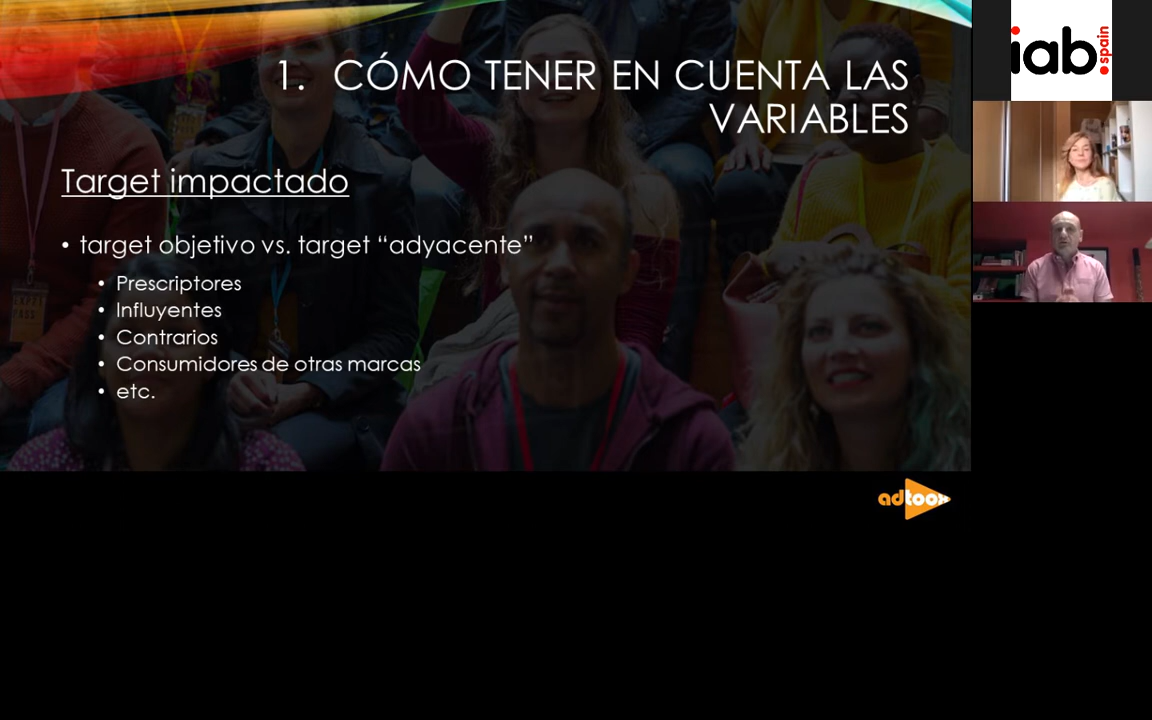 1. CÓMO TENER EN CUENTA LAS
VARIABLES
Target impactado
• target objetivo vs. target “adyacente”
• Prescriptores
• Influyentes
• Contrarios
• Consumidores de otras marcas
• etc.
iab
spain
adtoox